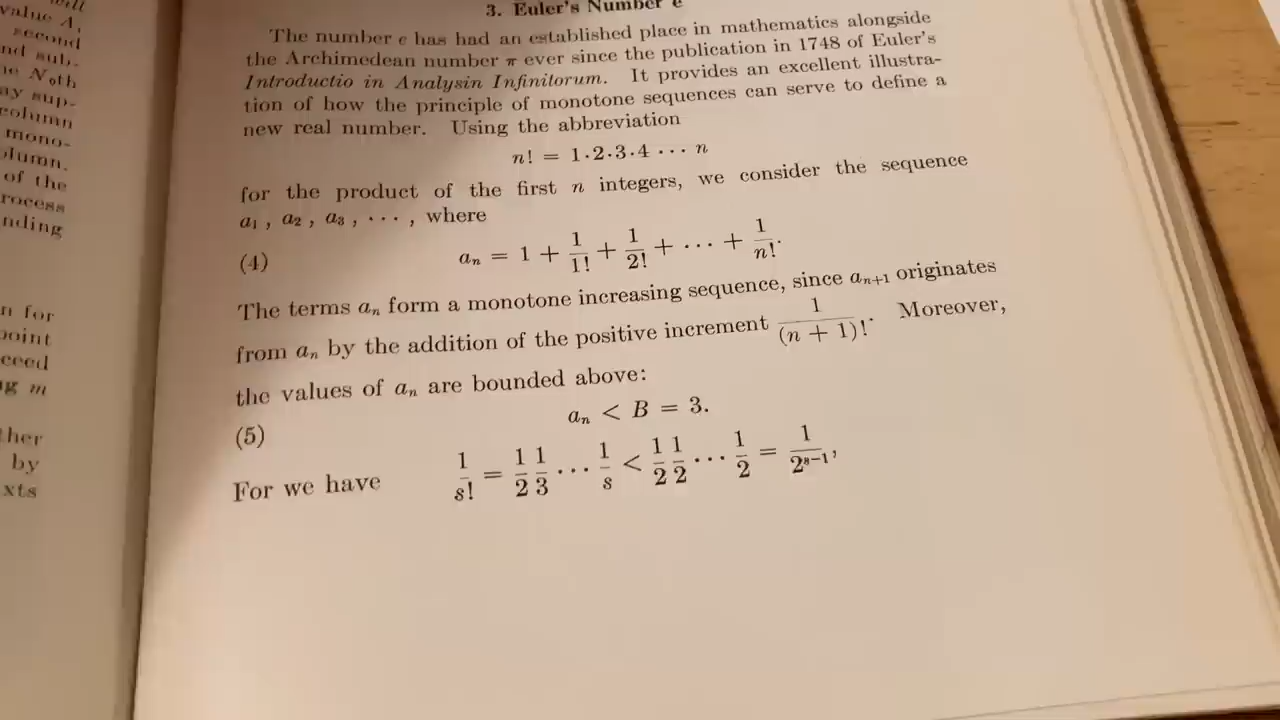 value A,
second
nd sub-
ay sup-
column
mono-
olumn.
of the
rocess
nding
n for
point
ceed
ng m
ther
by
xts
3. Euler's Number e
The number e has had an established place in mathematics alongside
the Archimedean number π ever since the publication in 1748 of Euler's
Introductio in Analysin Infinitorum. It provides an excellent illustra-
tion of how the principle of monotone sequences can serve to define a
new real number. Using the abbreviation
n! = 1·2·3·4 ··· n
for the product of the first n integers, we consider the sequence
a₁ , a₂ , a₃ , ··· , where
(4) aₙ = 1 + 1/1! + 1/2! + ··· + 1/n!.
The terms aₙ form a monotone increasing sequence, since aₙ₊₁ originates
from aₙ by the addition of the positive increment 1/(n + 1)!. Moreover,
the values of aₙ are bounded above:
(5) aₙ < B = 3.
For we have 1/s! = 1/2 1/3 ··· 1/s < 1/2 1/2 ··· 1/2 = 1/2ˢ⁻¹,